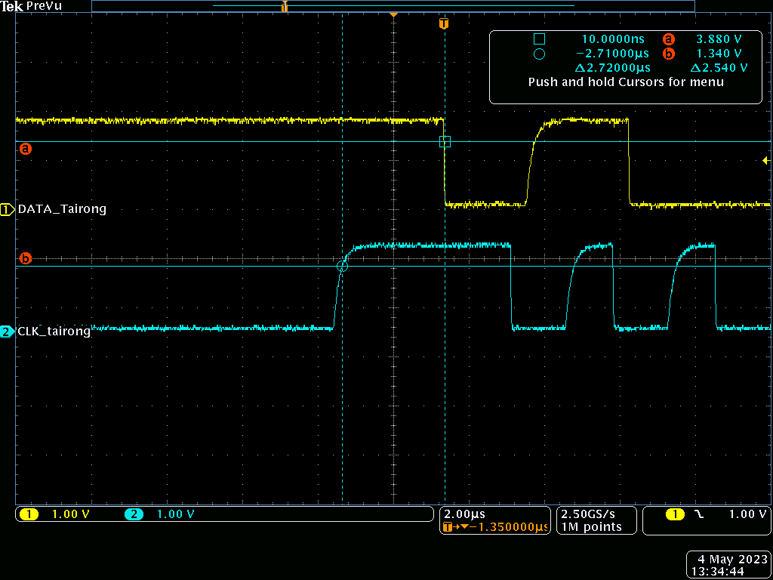 Tek PreVu
T
T
10.0000ns a 3.880 V
−2.71000µs b 1.340 V
Δ2.72000µs Δ2.540 V
Push and hold Cursors for menu
a
1 DATA_Tairong
b
2 CLK_tairong
1 1.00 V 2 1.00 V
2.00µs
T→▼−1.350000µs
2.50GS/s
1M points
1 1.00 V
4 May 2023
13:34:44